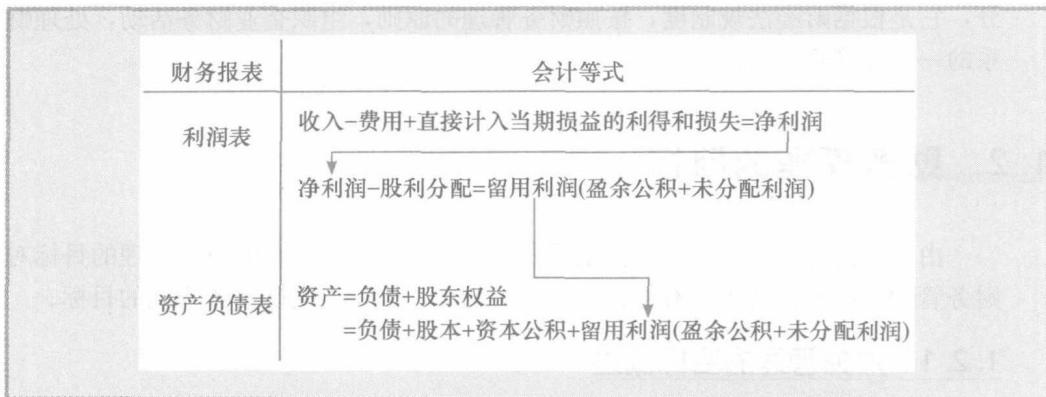 财务报表 会计等式
利润表
收入-费用+直接计入当期损益的利得和损失=净利润
净利润-股利分配=留用利润(盈余公积+未分配利润)
资产负债表
资产=负债+股东权益
=负债+股本+资本公积+留用利润(盈余公积+未分配利润)